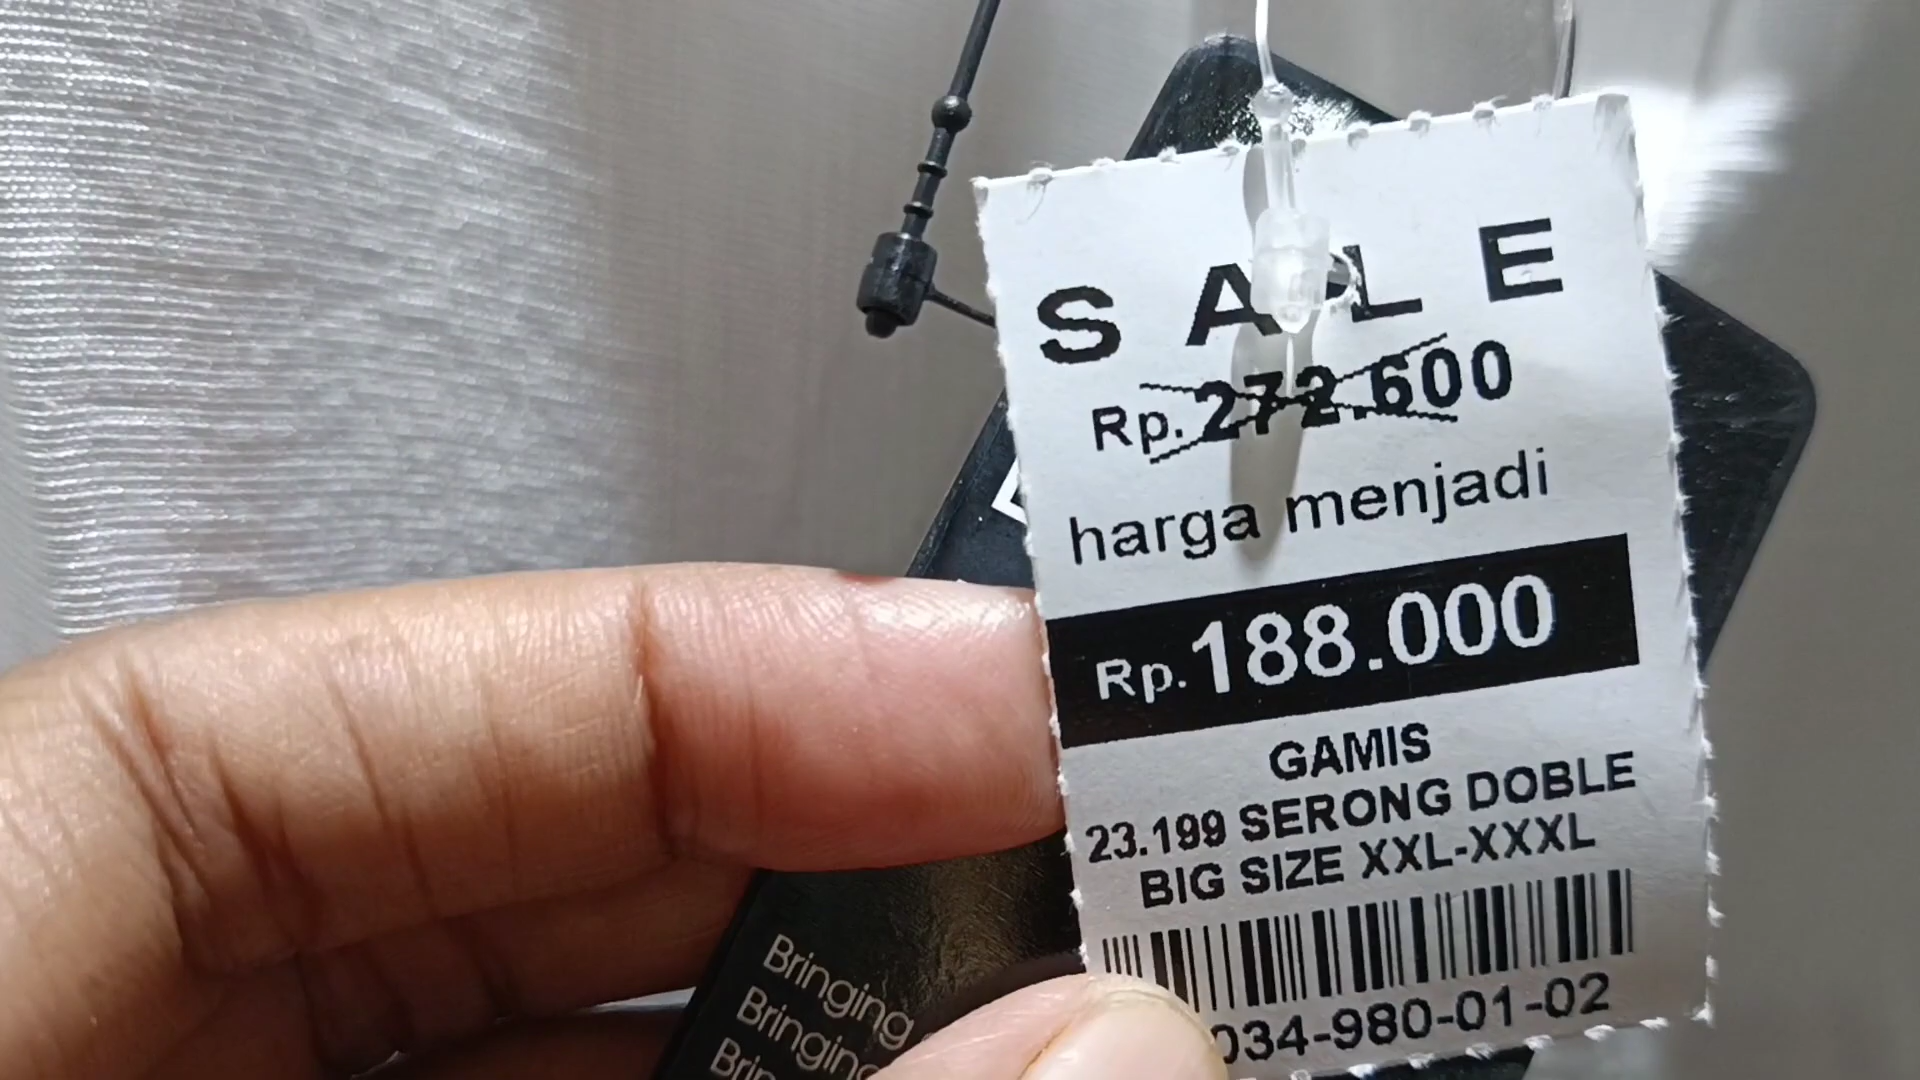 SALE
Rp. 272.600
harga menjadi
Rp. 188.000
GAMIS
23.199 SERONG DOBLE
BIG SIZE XXL-XXXL
034-980-01-02
Bringing
Bringing